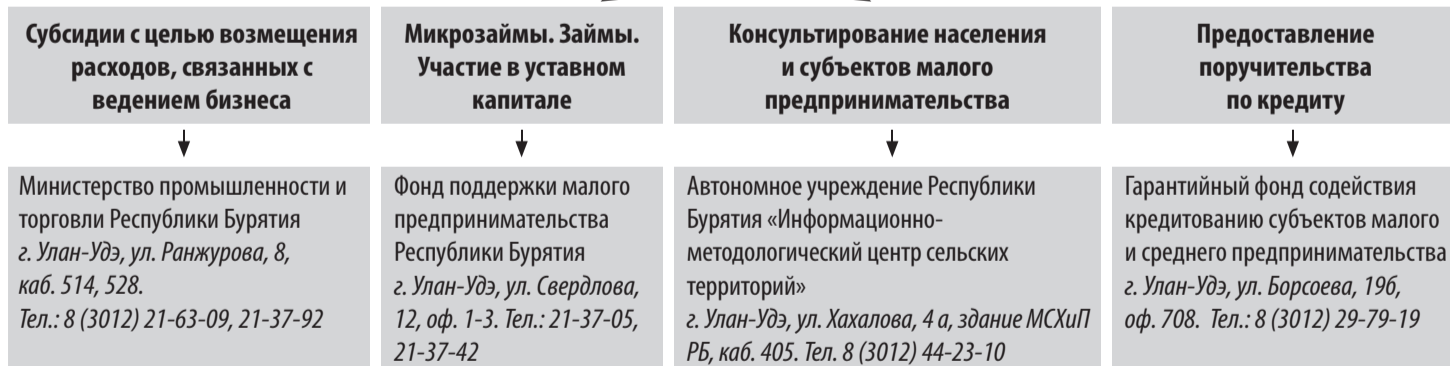 Субсидии с целью возмещения
расходов, связанных с
ведением бизнеса
Министерство промышленности и
торговли Республики Бурятия
г. Улан-Удэ, ул. Ранжурова, 8,
каб. 514, 528.
Тел.: 8 (3012) 21-63-09, 21-37-92
Микрозаймы. Займы.
Участие в уставном
капитале
Фонд поддержки малого
предпринимательства
Республики Бурятия
г. Улан-Удэ, ул. Свердлова,
12, оф. 1-3. Тел.: 21-37-05,
21-37-42
Консультирование населения
и субъектов малого
предпринимательства
Автономное учреждение Республики
Бурятия «Информационно-
методологический центр сельских
территорий»
г. Улан-Удэ, ул. Хахалова, 4 а, здание МСХиП
РБ, каб. 405. Тел. 8 (3012) 44-23-10
Предоставление
поручительства
по кредиту
Гарантийный фонд содействия
кредитованию субъектов малого
и среднего предпринимательства
г. Улан-Удэ, ул. Борсоева, 19б,
оф. 708. Тел.: 8 (3012) 29-79-19